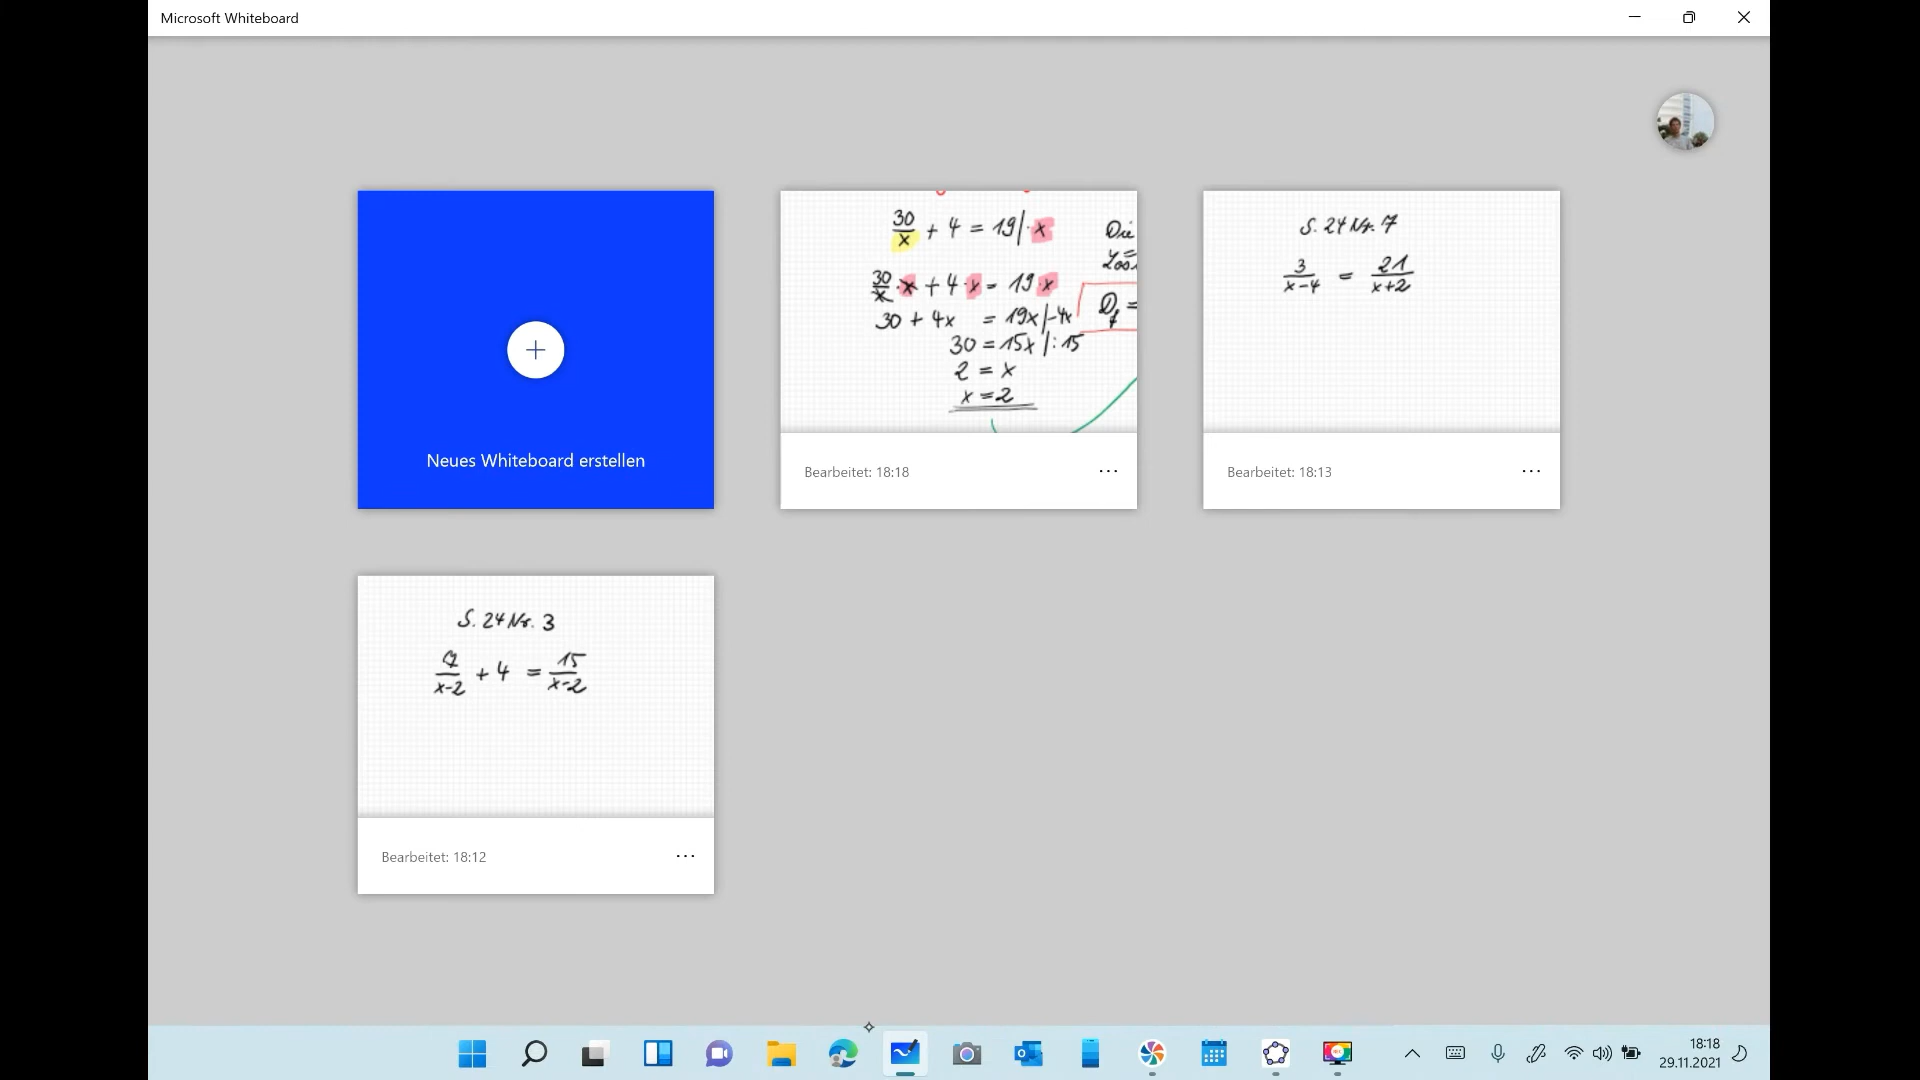 Microsoft Whiteboard
Neues Whiteboard erstellen
30/x + 4 = 19 | · x
30/x · x + 4 · x = 19 · x
30 + 4x = 19x | -4x
30 = 15x | : 15
2 = x
x = 2
Die
D_f =
Bearbeitet: 18:18
S. 24 Nr. 7
3/(x-4) = 21/(x+2)
Bearbeitet: 18:13
S. 24 Nr. 3
/(x-2) + 4 = 15/(x-2)
Bearbeitet: 18:12
18:18
29.11.2021